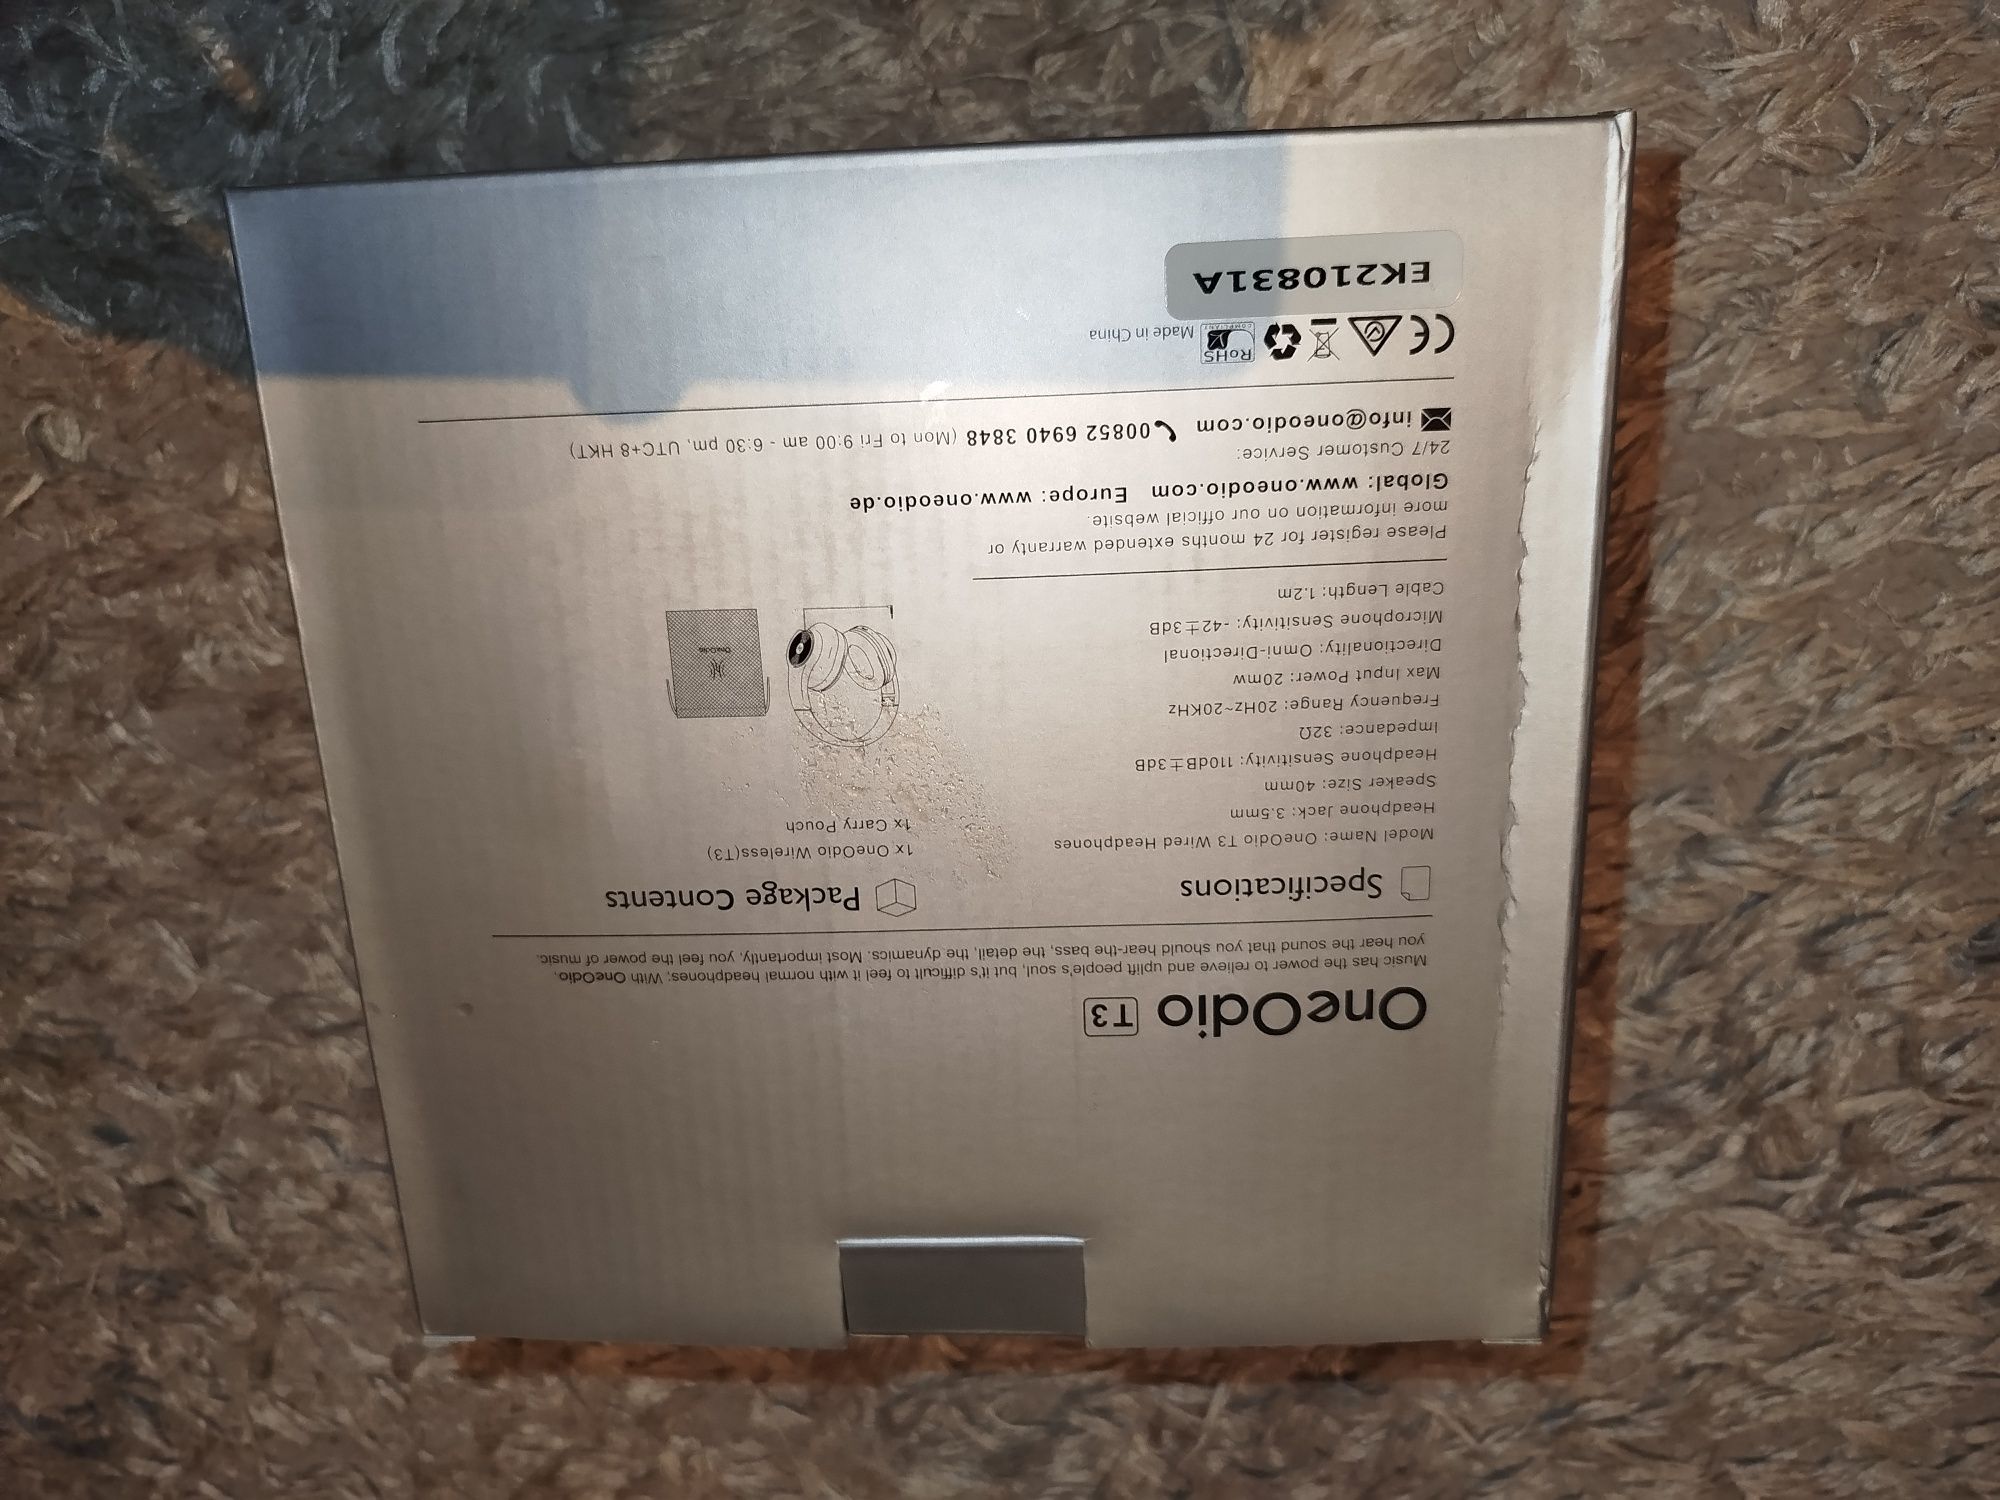 OneOdio T3
Music has the power to relieve and uplift people's soul, but it's difficult to feel it with normal headphones; With OneOdio,
you hear the sound that you should hear-the bass, the detail, the dynamics. Most importantly, you feel the power of music.
Specifications
Model Name: OneOdio T3 Wired Headphones
Headphone Jack: 3.5mm
Speaker Size: 40mm
Headphone Sensitivity: 110dB±3dB
Impedance: 32Ω
Frequency Range: 20Hz~20KHz
Max Input Power: 20mw
Directionality: Omni-Directional
Microphone Sensitivity: -42±3dB
Cable Length: 1.2m
Package Contents
1x OneOdio Wireless(T3)
1x Carry Pouch
OneOdio
Please register for 24 months extended warranty or
more information on our official website.
Global: www.oneodio.com Europe: www.oneodio.de
24/7 Customer Service:
info@oneodio.com 00852 6940 3848 (Mon to Fri 9:00 am - 6:30 pm, UTC+8 HKT)
CE RoHS COMPLIANT Made in China
EK210831A